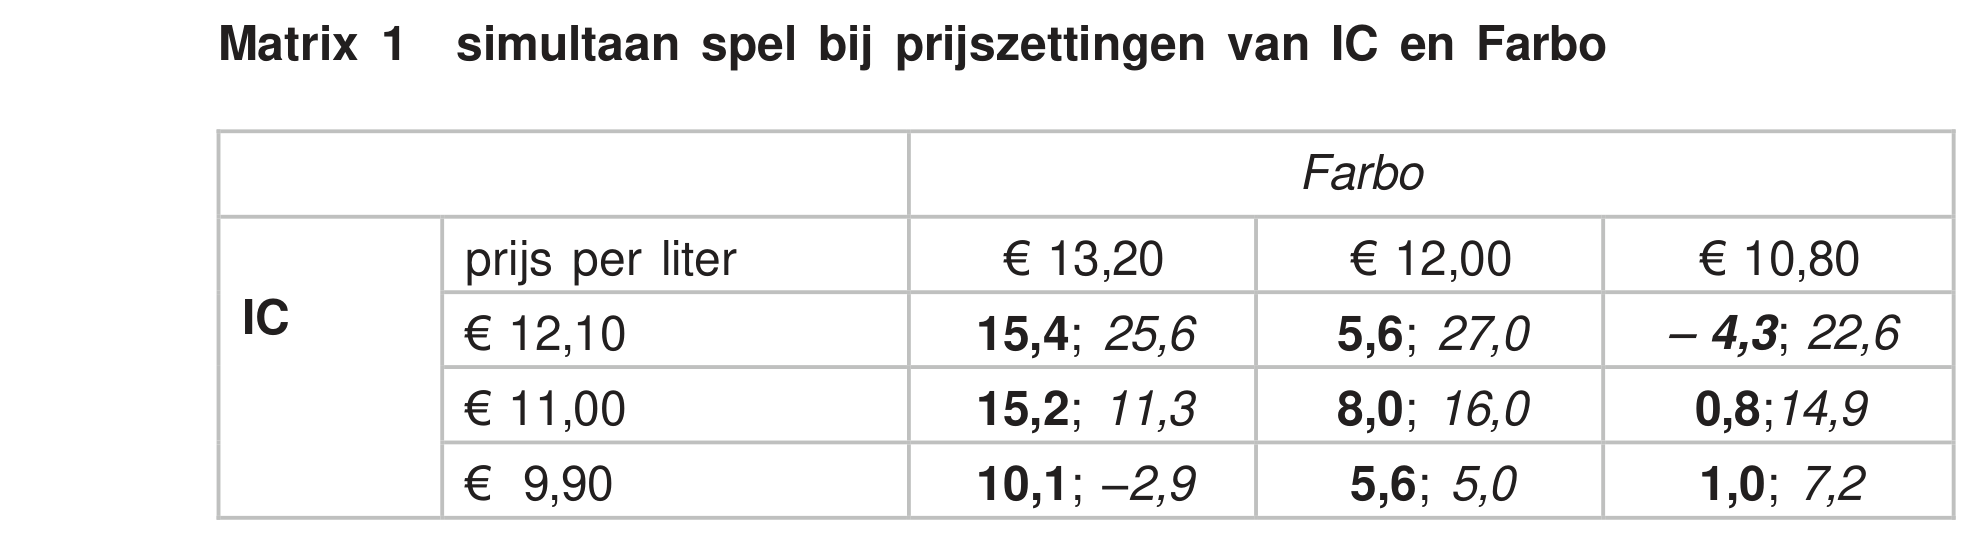 Matrix 1 simultaan spel bij prijszettingen van IC en Farbo
Farbo
IC
prijs per liter € 13,20 € 12,00 € 10,80
€ 12,10 15,4; 25,6 5,6; 27,0 – 4,3; 22,6
€ 11,00 15,2; 11,3 8,0; 16,0 0,8;14,9
€ 9,90 10,1; –2,9 5,6; 5,0 1,0; 7,2